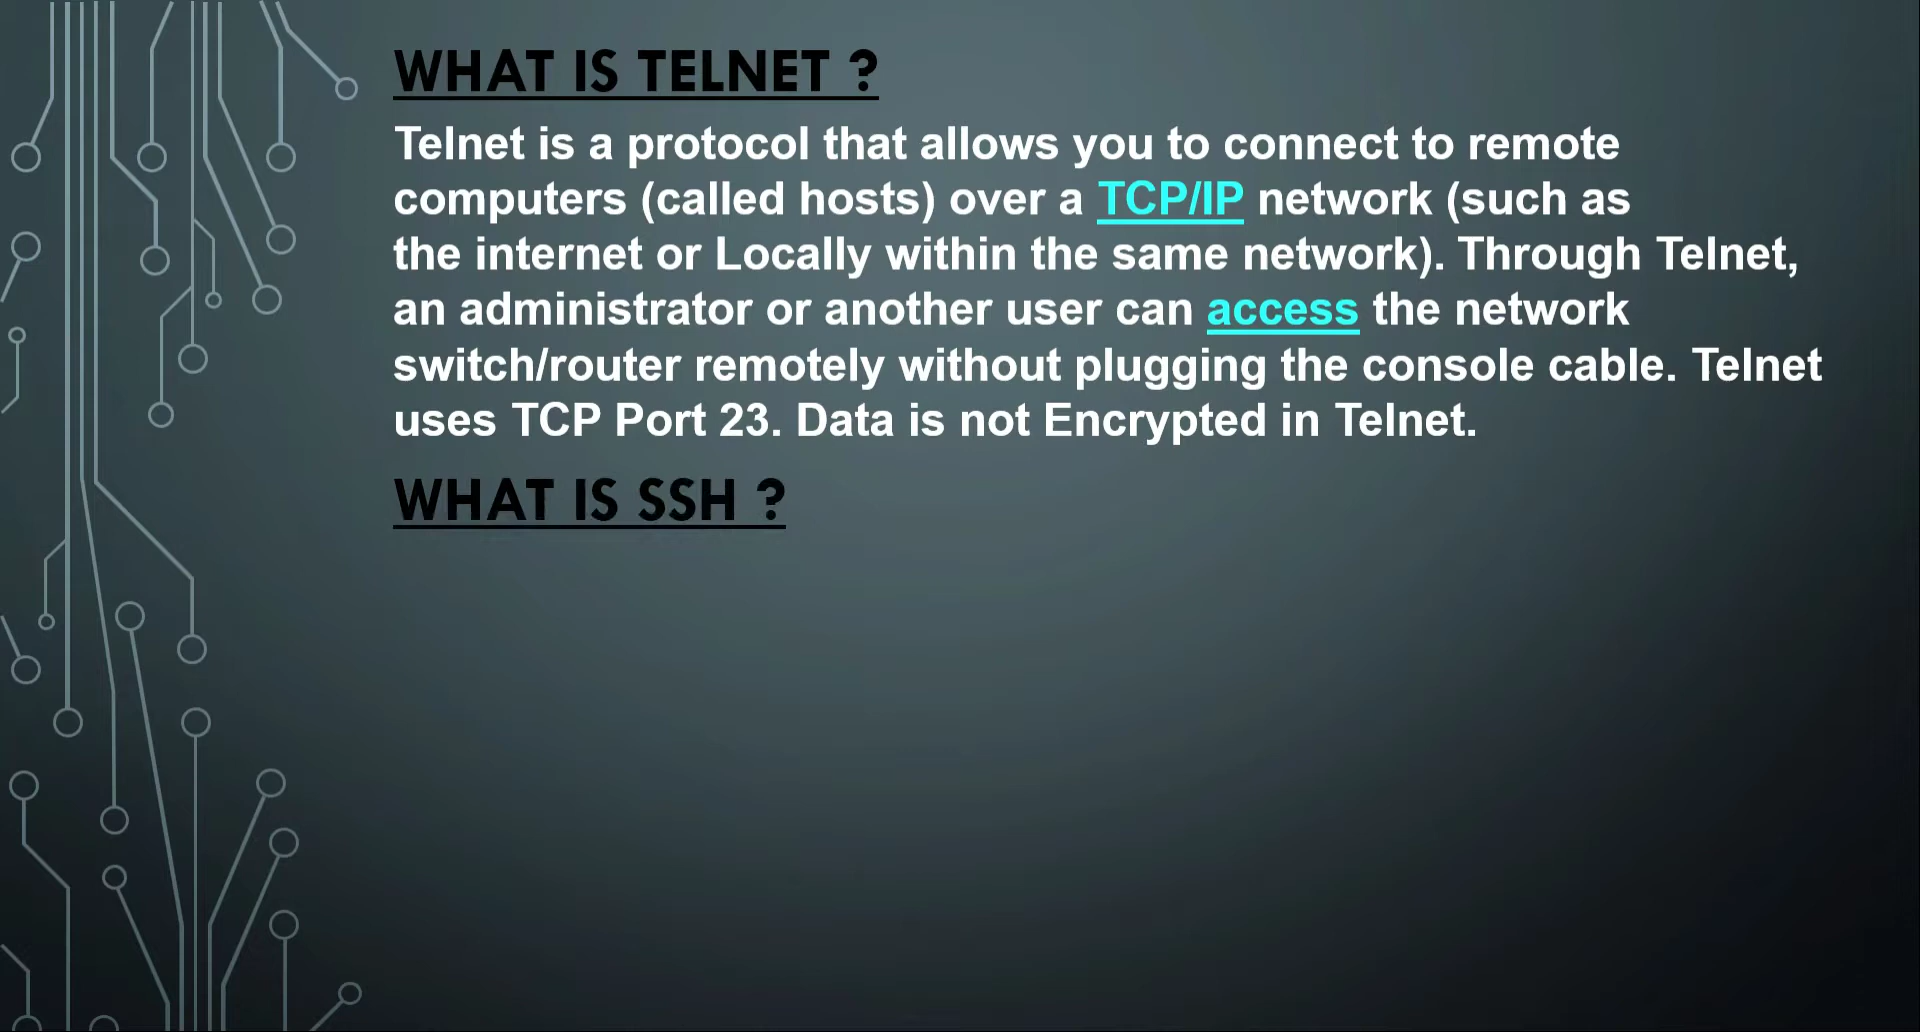 WHAT IS TELNET ?
Telnet is a protocol that allows you to connect to remote
computers (called hosts) over a TCP/IP network (such as
the internet or Locally within the same network). Through Telnet,
an administrator or another user can access the network
switch/router remotely without plugging the console cable. Telnet
uses TCP Port 23. Data is not Encrypted in Telnet.
WHAT IS SSH ?